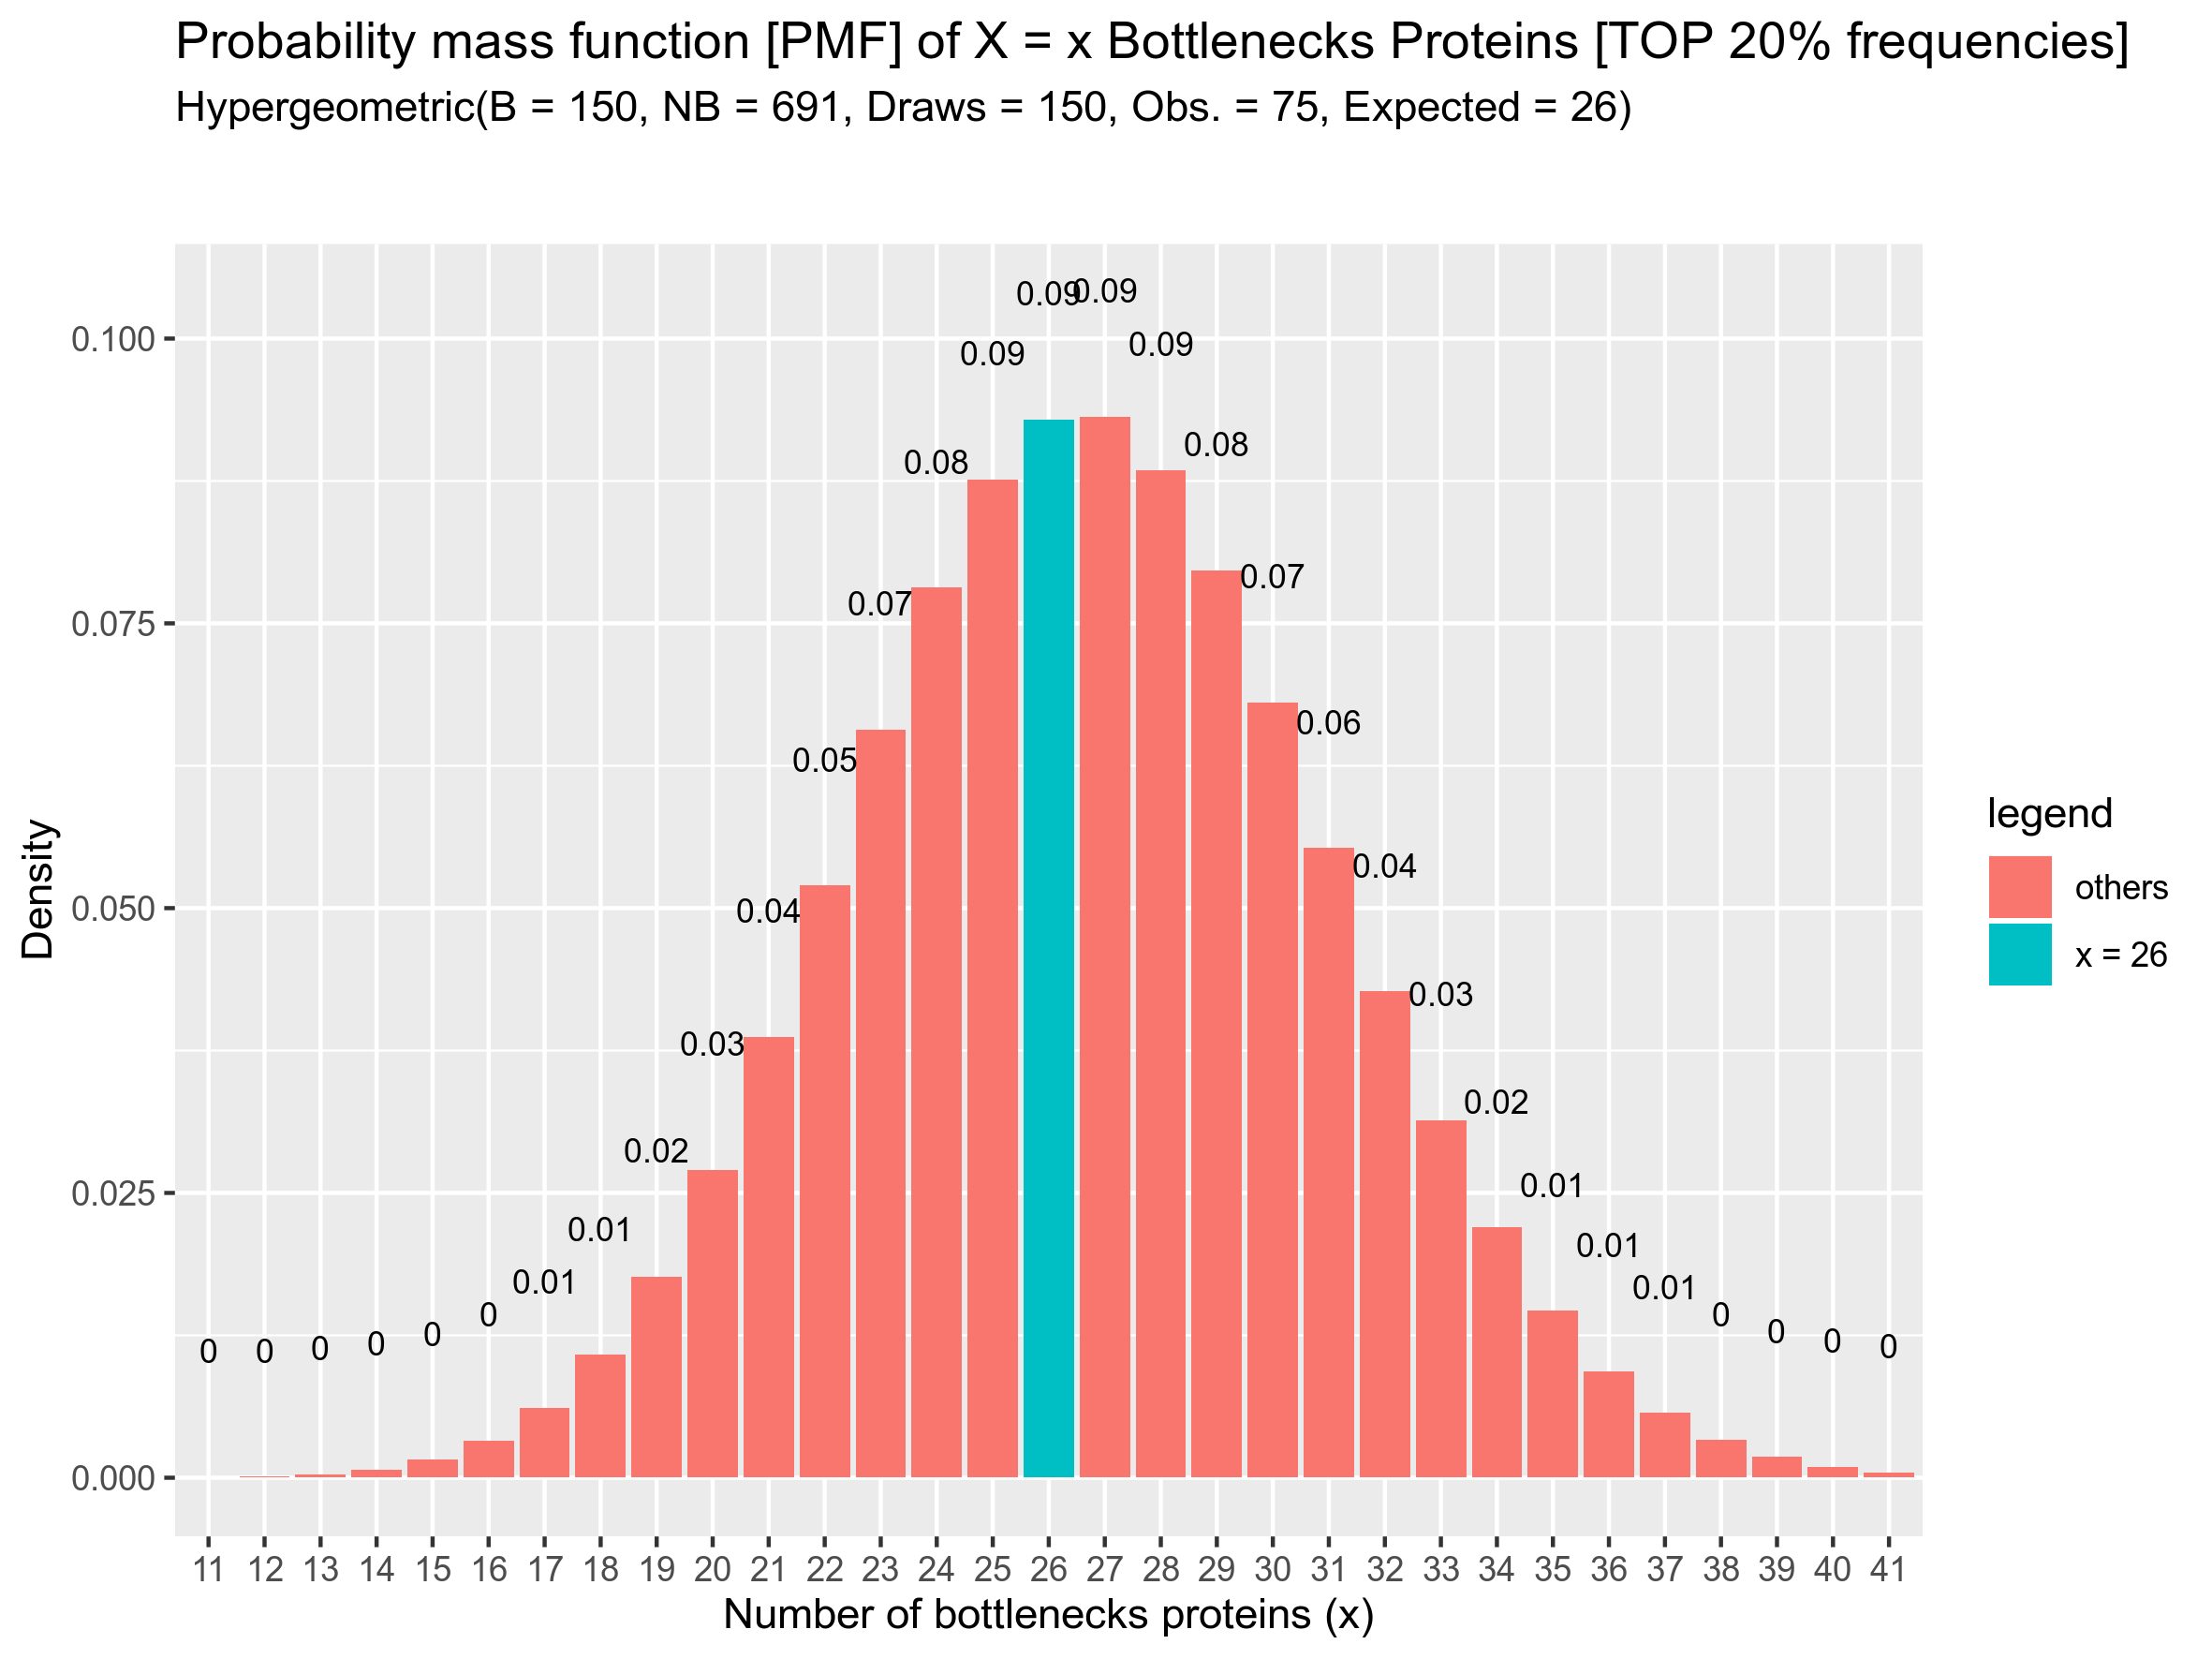 Probability mass function [PMF] of X = x Bottlenecks Proteins [TOP 20% frequencies]
Hypergeometric(B = 150, NB = 691, Draws = 150, Obs. = 75, Expected = 26)
Density
0.100
0.075
0.050
0.025
0.000
0 0 0 0 0 0 0.01 0.01 0.02 0.03 0.04 0.05 0.07 0.08 0.09 0.09 0.09 0.09 0.08 0.07 0.06 0.04 0.03 0.02 0.01 0.01 0.01 0 0 0 0
11 12 13 14 15 16 17 18 19 20 21 22 23 24 25 26 27 28 29 30 31 32 33 34 35 36 37 38 39 40 41
Number of bottlenecks proteins (x)
legend
others
x = 26